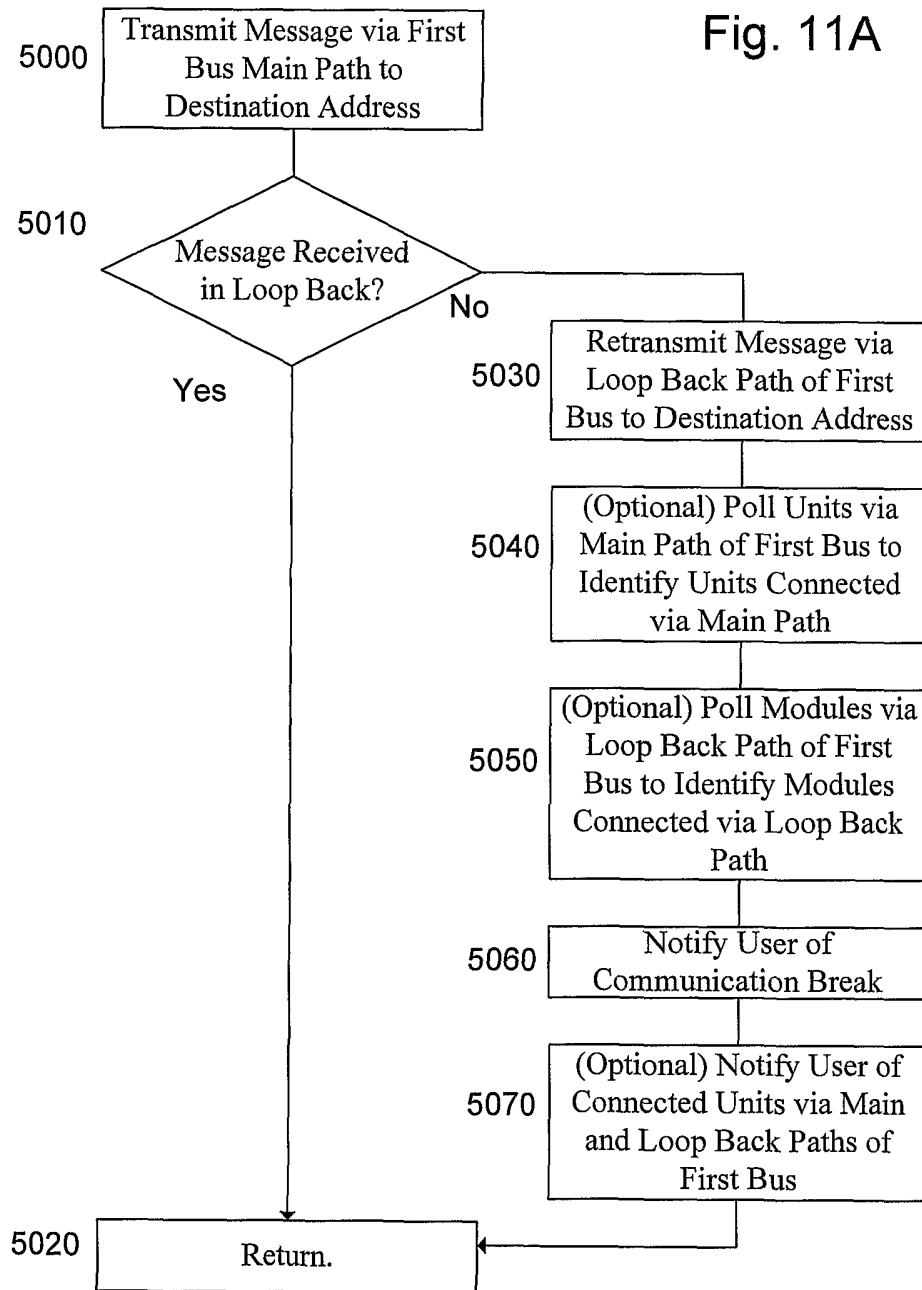 Fig. 11A
5000
Transmit Message via First
Bus Main Path to
Destination Address
5010
Message Received
in Loop Back?
No
Yes
5030
Retransmit Message via
Loop Back Path of First
Bus to Destination Address
5040
(Optional) Poll Units via
Main Path of First Bus to
Identify Units Connected
via Main Path
5050
(Optional) Poll Modules via
Loop Back Path of First
Bus to Identify Modules
Connected via Loop Back
Path
5060
Notify User of
Communication Break
5070
(Optional) Notify User of
Connected Units via Main
and Loop Back Paths of
First Bus
5020
Return.